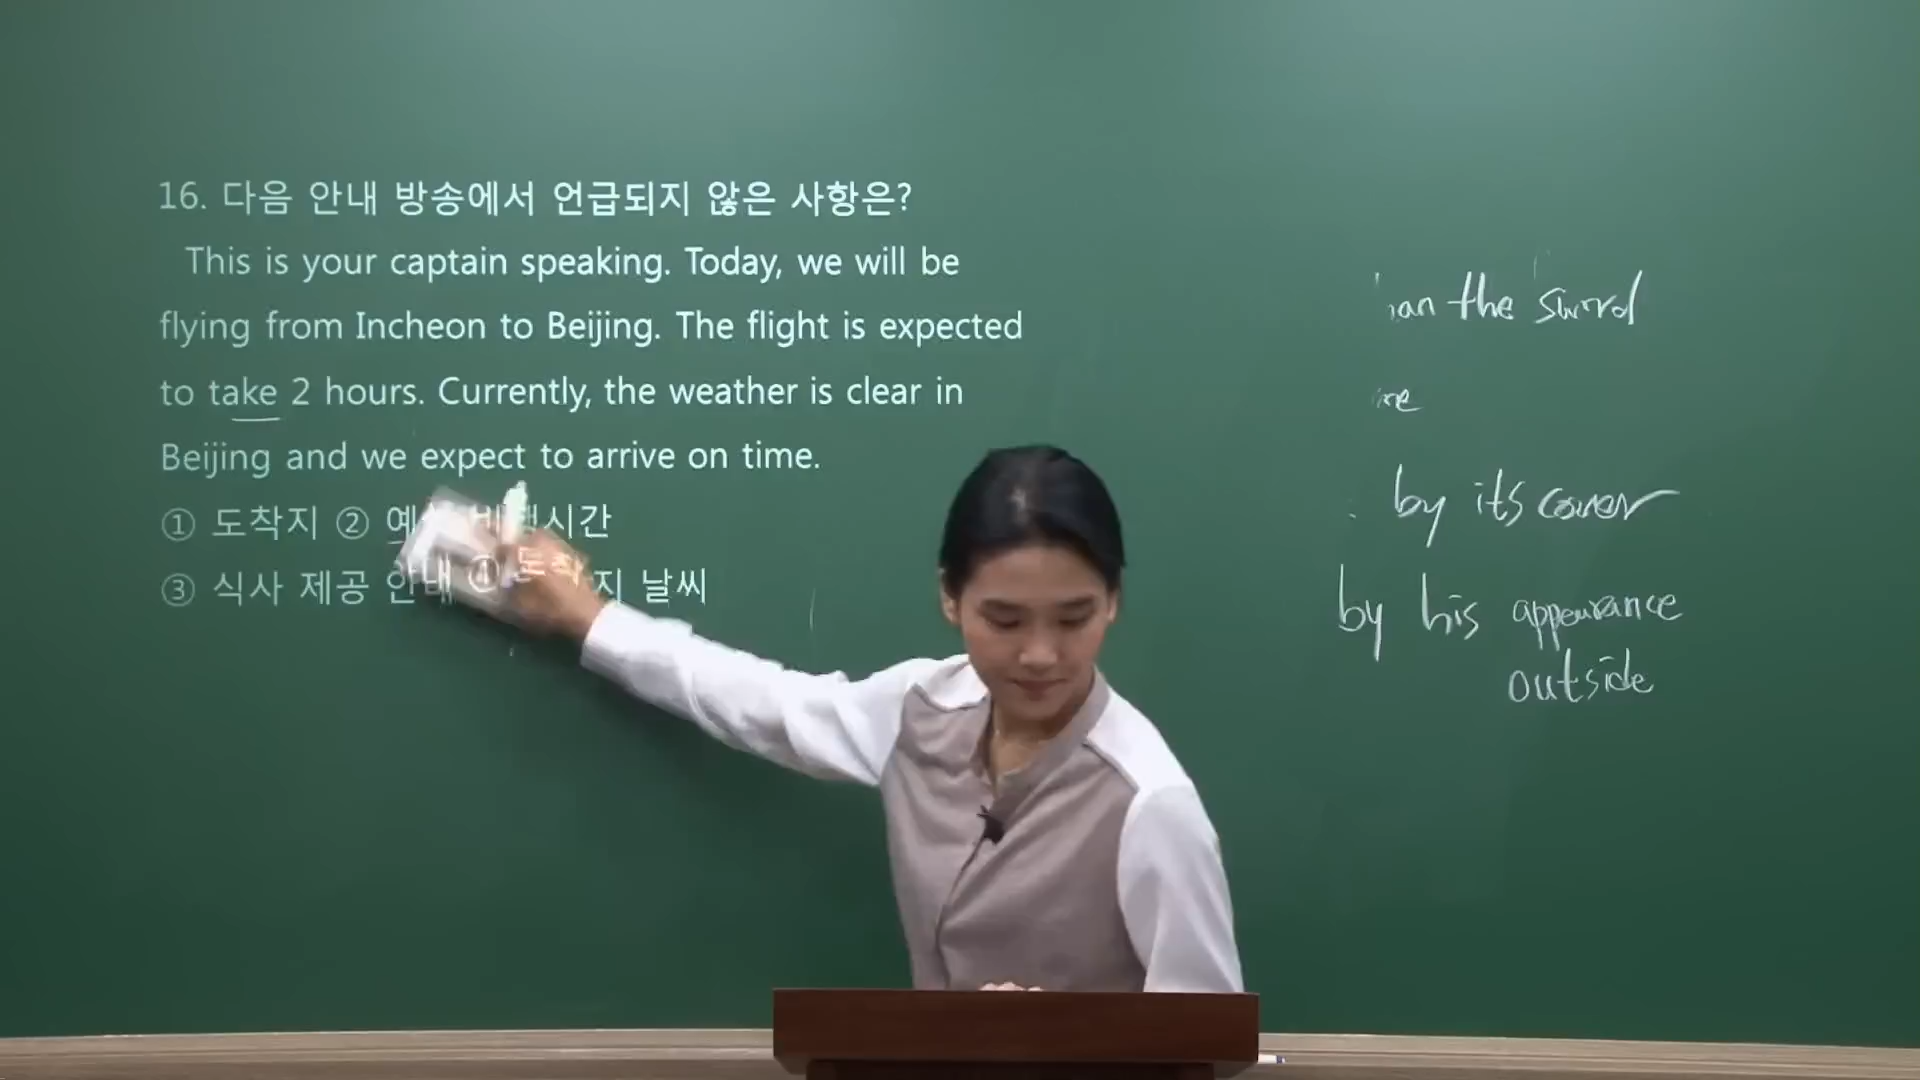 16. 다음 안내 방송에서 언급되지 않은 사항은?
This is your captain speaking. Today, we will be
flying from Incheon to Beijing. The flight is expected
to take 2 hours. Currently, the weather is clear in
Beijing and we expect to arrive on time.
① 도착지 ② 시간
③ 식사 제공 안내 ④ 도착지 날씨
the sword
by its cover
by his appearance
outside